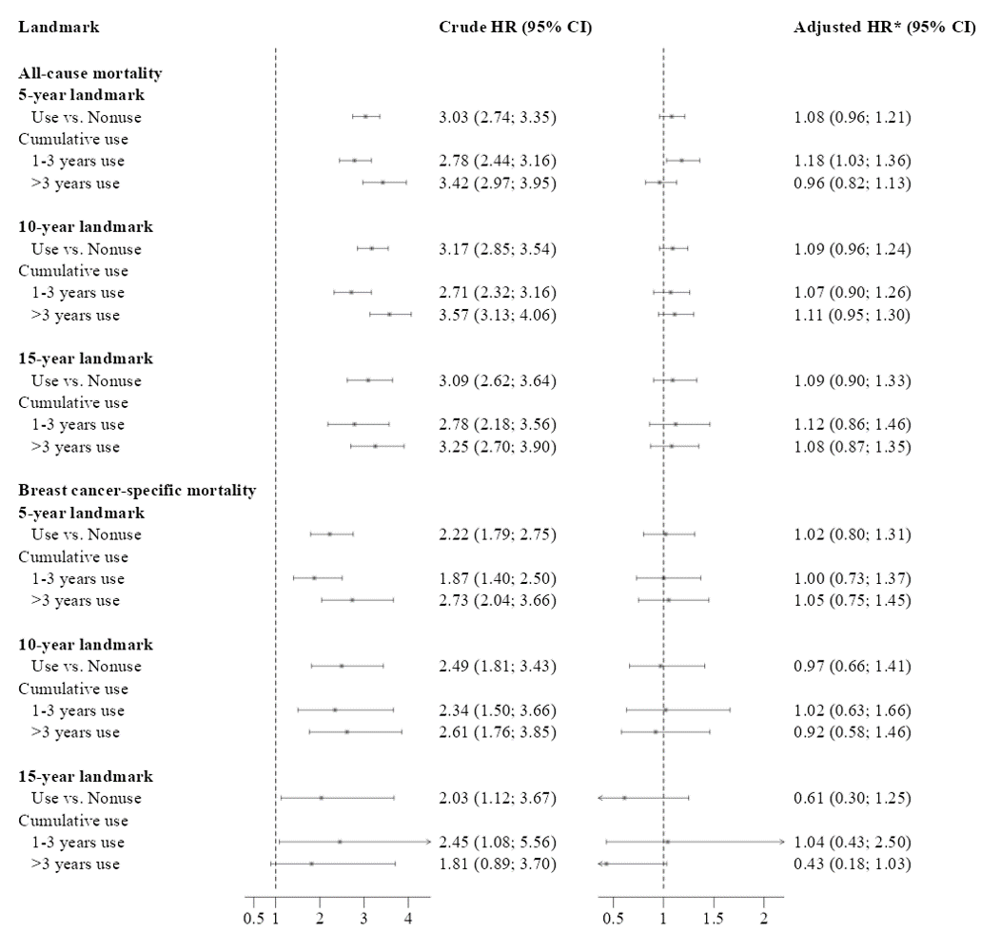 Landmark Crude HR (95% CI) Adjusted HR* (95% CI)
All-cause mortality
5-year landmark
Use vs. Nonuse 3.03 (2.74; 3.35) 1.08 (0.96; 1.21)
Cumulative use
1-3 years use 2.78 (2.44; 3.16) 1.18 (1.03; 1.36)
>3 years use 3.42 (2.97; 3.95) 0.96 (0.82; 1.13)
10-year landmark
Use vs. Nonuse 3.17 (2.85; 3.54) 1.09 (0.96; 1.24)
Cumulative use
1-3 years use 2.71 (2.32; 3.16) 1.07 (0.90; 1.26)
>3 years use 3.57 (3.13; 4.06) 1.11 (0.95; 1.30)
15-year landmark
Use vs. Nonuse 3.09 (2.62; 3.64) 1.09 (0.90; 1.33)
Cumulative use
1-3 years use 2.78 (2.18; 3.56) 1.12 (0.86; 1.46)
>3 years use 3.25 (2.70; 3.90) 1.08 (0.87; 1.35)
Breast cancer-specific mortality
5-year landmark
Use vs. Nonuse 2.22 (1.79; 2.75) 1.02 (0.80; 1.31)
Cumulative use
1-3 years use 1.87 (1.40; 2.50) 1.00 (0.73; 1.37)
>3 years use 2.73 (2.04; 3.66) 1.05 (0.75; 1.45)
10-year landmark
Use vs. Nonuse 2.49 (1.81; 3.43) 0.97 (0.66; 1.41)
Cumulative use
1-3 years use 2.34 (1.50; 3.66) 1.02 (0.63; 1.66)
>3 years use 2.61 (1.76; 3.85) 0.92 (0.58; 1.46)
15-year landmark
Use vs. Nonuse 2.03 (1.12; 3.67) 0.61 (0.30; 1.25)
Cumulative use
1-3 years use 2.45 (1.08; 5.56) 1.04 (0.43; 2.50)
>3 years use 1.81 (0.89; 3.70) 0.43 (0.18; 1.03)
0.5 1 2 3 4 0.5 1 1.5 2